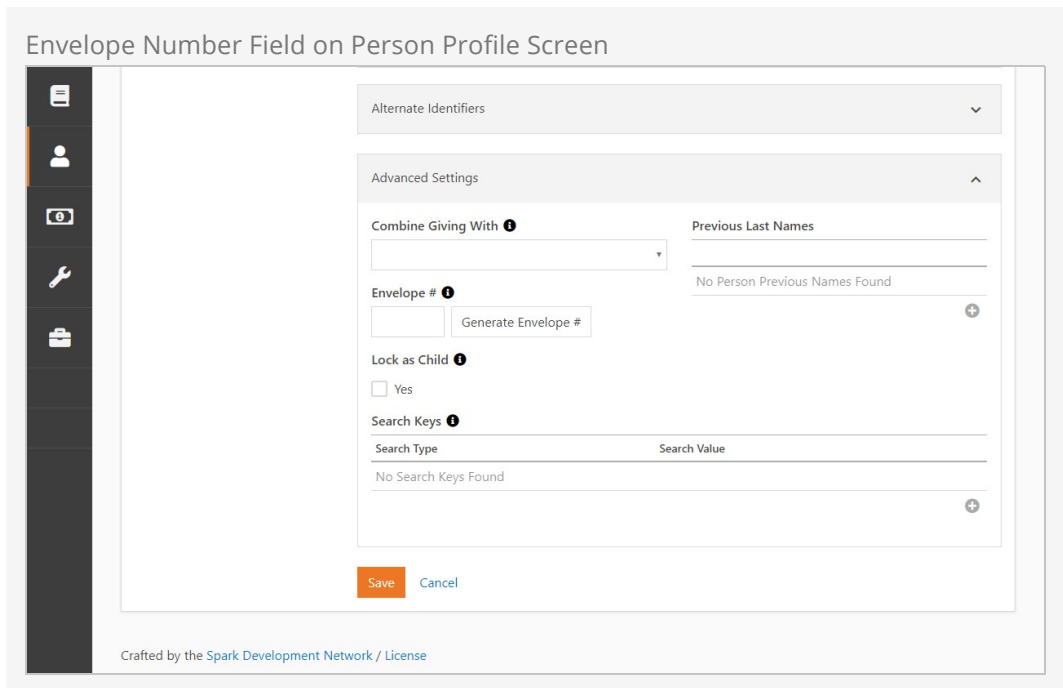 Envelope Number Field on Person Profile Screen
Alternate Identifiers
Advanced Settings
Combine Giving With
Previous Last Names
No Person Previous Names Found
Envelope #
Generate Envelope #
Lock as Child
Yes
Search Keys
Search Type Search Value
No Search Keys Found
Save Cancel
Crafted by the Spark Development Network / License